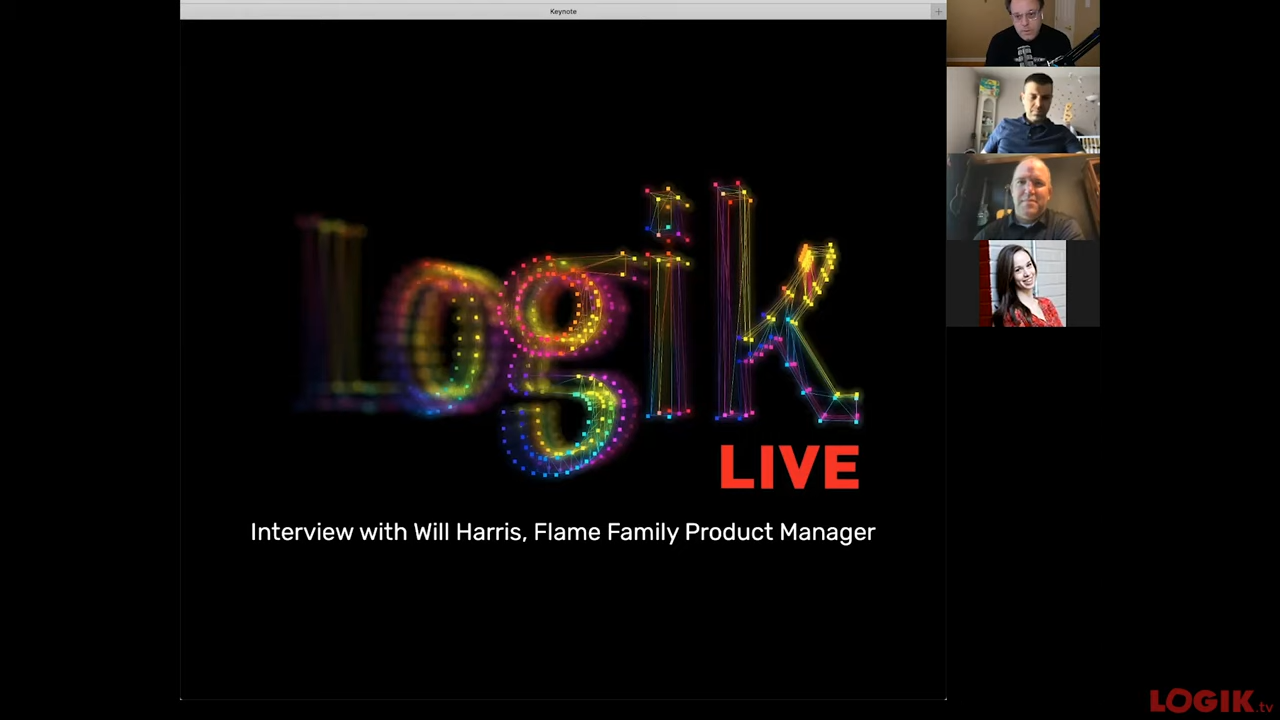 Keynote
Logik
LIVE
Interview with Will Harris, Flame Family Product Manager
LOGIK.tv